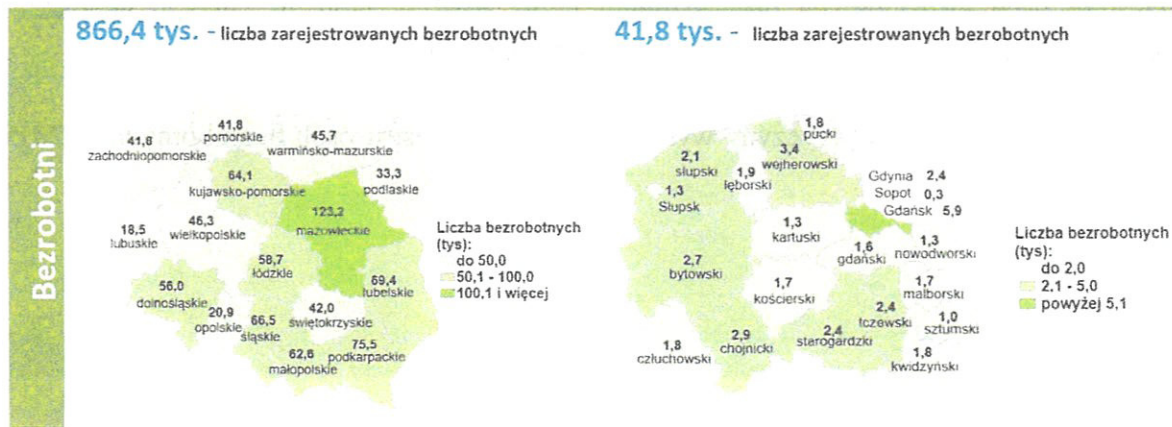 Bezrobotni
866,4 tys. - liczba zarejestrowanych bezrobotnych
41,8
pomorskie
41,8
zachodniopomorskie
45,7
warmińsko-mazurskie
64,1
kujawsko-pomorskie
33,3
podlaskie
123,2
mazowieckie
18,5
lubuskie
46,3
wielkopolskie
58,7
łódzkie
69,4
lubelskie
56,0
dolnośląskie
20,9
opolskie
66,5
śląskie
42,0
świętokrzyskie
62,6
małopolskie
75,5
podkarpackie
Liczba bezrobotnych
(tys):
do 50,0
50,1 - 100,0
100,1 i więcej
41,8 tys. - liczba zarejestrowanych bezrobotnych
1,8
pucki
2,1
słupski
1,9
lęborski
3,4
wejherowski
1,3
Słupsk
Gdynia 2,4
Sopot 0,3
Gdańsk 5,9
1,3
kartuski
1,6
gdański
1,3
nowodworski
2,7
bytowski
1,7
kościerski
1,7
malborski
2,4
tczewski
1,0
sztumski
1,8
człuchowski
2,9
chojnicki
2,4
starogardzki
1,8
kwidzyński
Liczba bezrobotnych
(tys):
do 2,0
2,1 - 5,0
powyżej 5,1